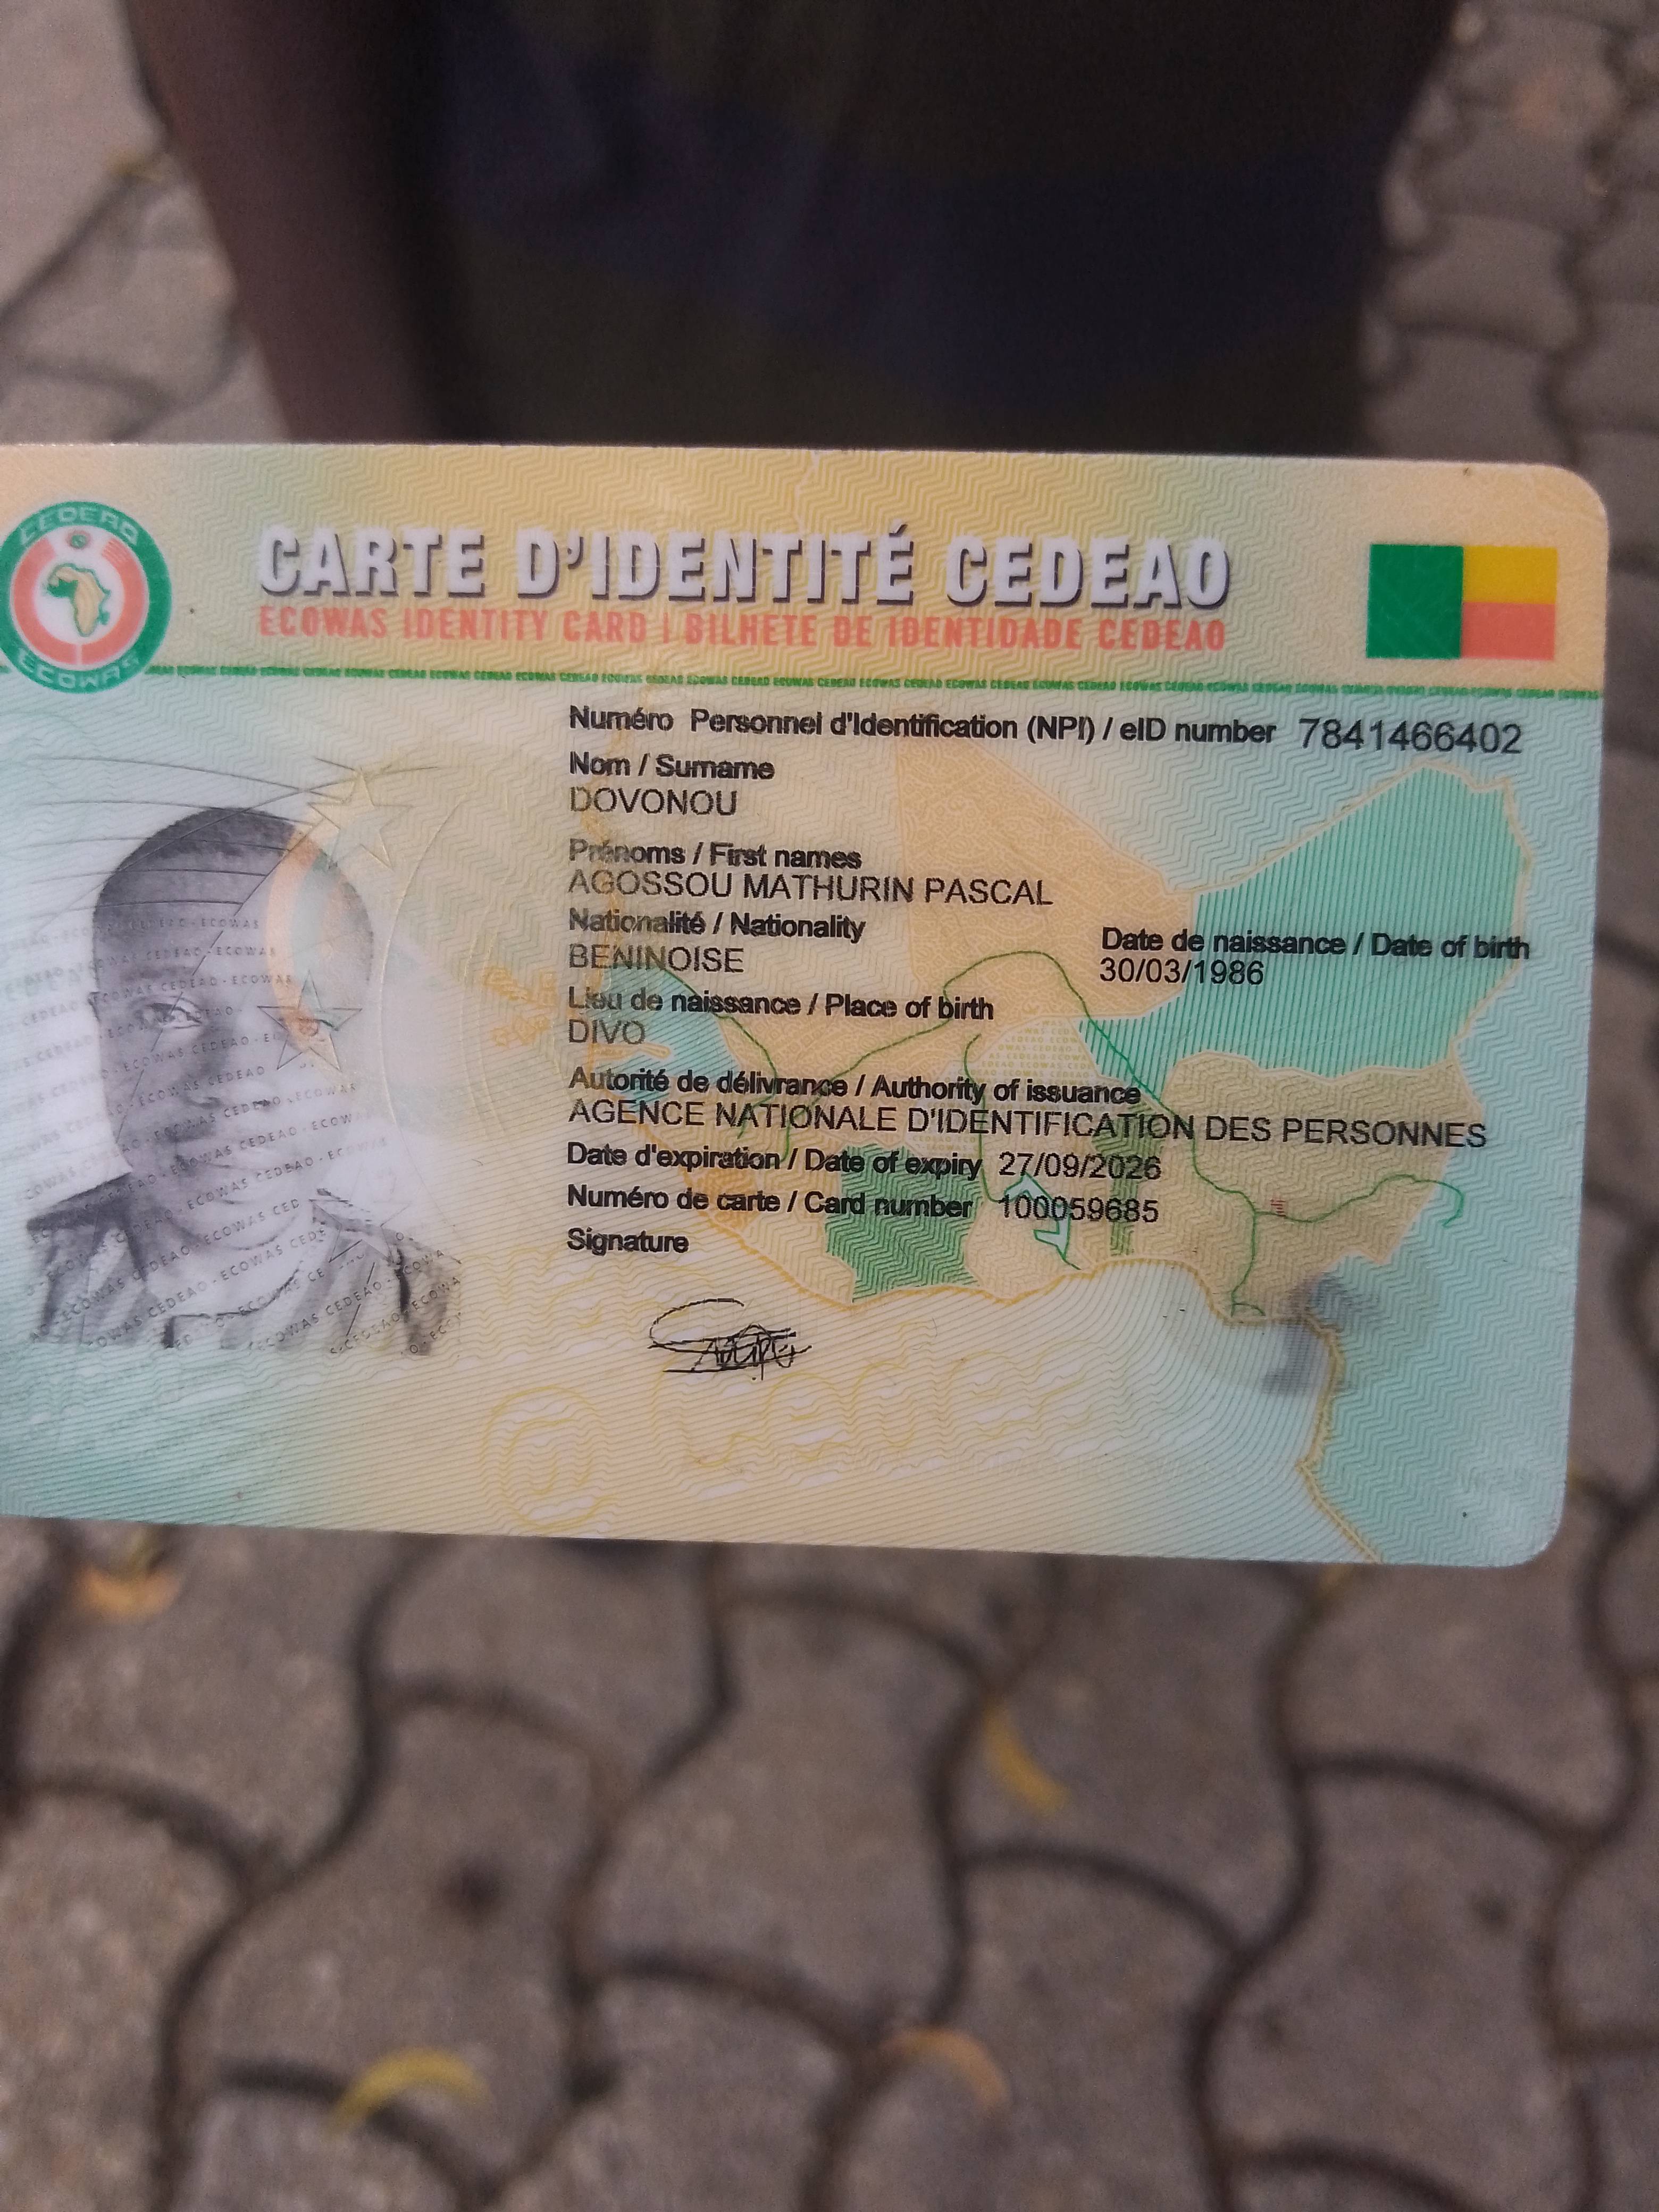 CEDEAO
ECOWAS
CARTE D'IDENTITÉ CEDEAO
ECOWAS IDENTITY CARD | BILHETE DE IDENTIDADE CEDEAO
Numéro Personnel d'Identification (NPI) / eID number 7841466402
Nom / Surname
DOVONOU
Prénoms / First names
AGOSSOU MATHURIN PASCAL
Nationalité / Nationality
BENINOISE
Date de naissance / Date of birth
30/03/1986
Lieu de naissance / Place of birth
DIVO
Autorité de délivrance / Authority of issuance
AGENCE NATIONALE D'IDENTIFICATION DES PERSONNES
Date d'expiration / Date of expiry 27/09/2026
Numéro de carte / Card number 100059685
Signature